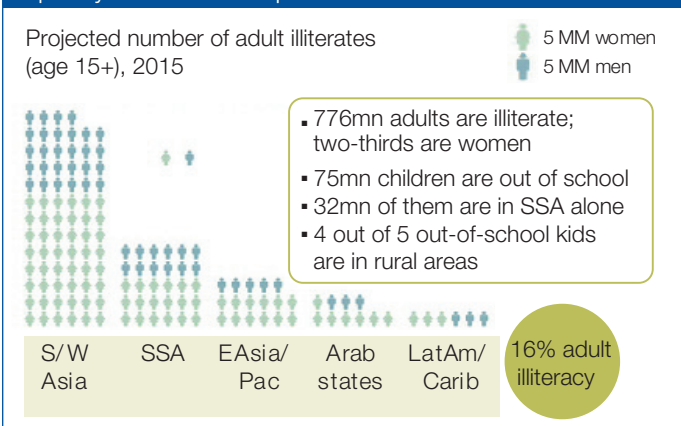 Projected number of adult illiterates
(age 15+), 2015
5 MM women
5 MM men
▪ 776mn adults are illiterate;
two-thirds are women
▪ 75mn children are out of school
▪ 32mn of them are in SSA alone
▪ 4 out of 5 out-of-school kids
are in rural areas
S/W
Asia
SSA
EAsia/
Pac
Arab
states
LatAm/
Carib
16% adult
illiteracy